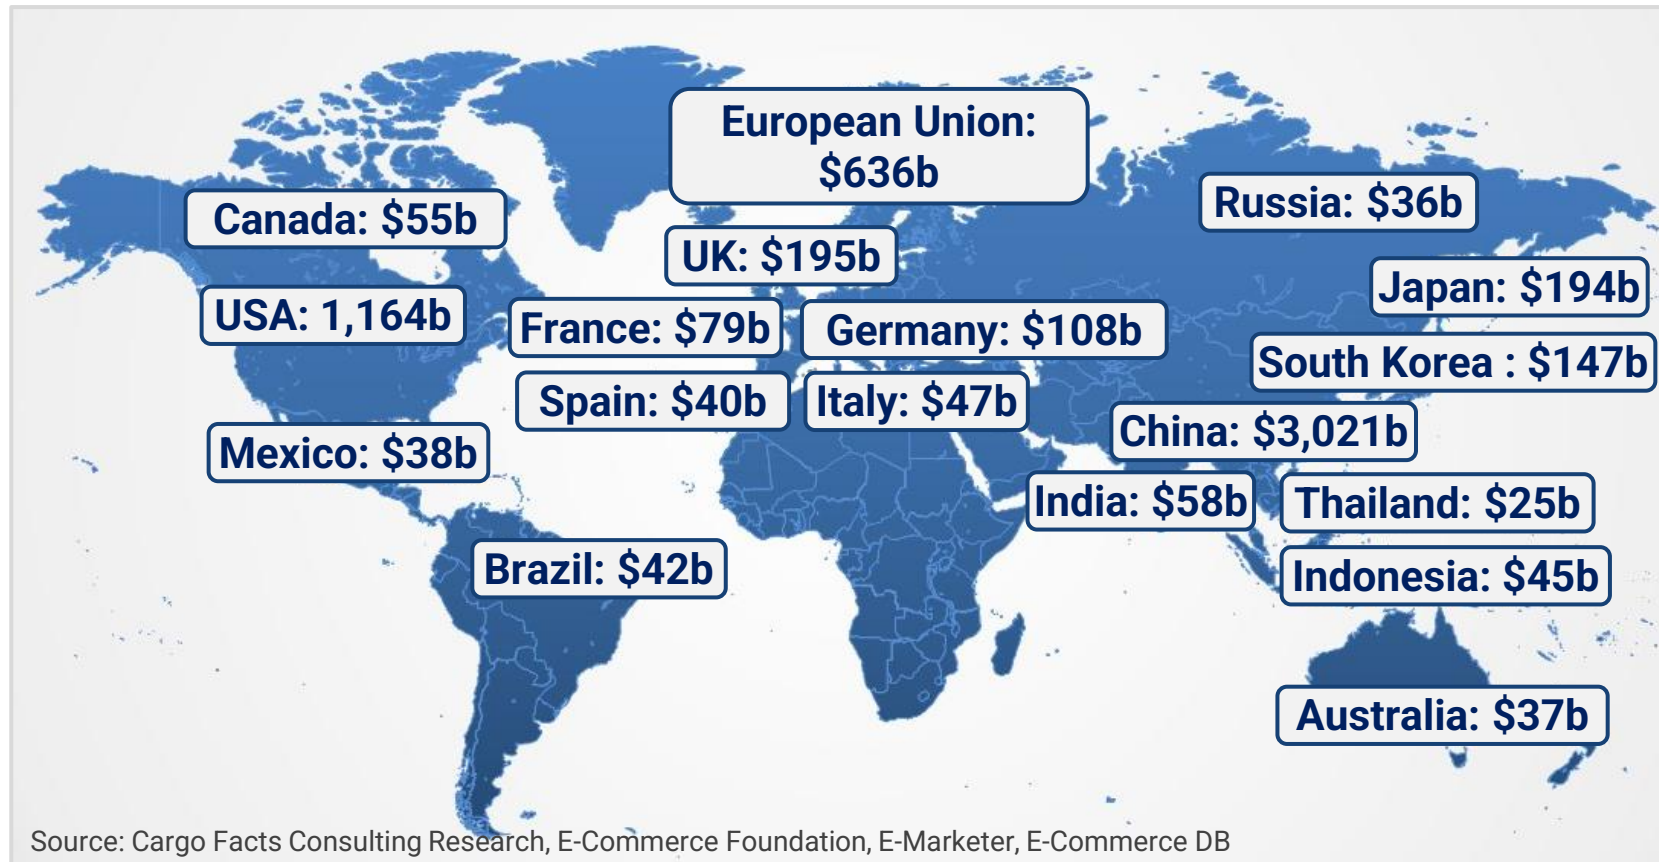 European Union:
$636b
Canada: $55b
Russia: $36b
UK: $195b
Japan: $194b
USA: 1,164b
France: $79b
Germany: $108b
South Korea : $147b
Spain: $40b
Italy: $47b
China: $3,021b
Mexico: $38b
India: $58b
Thailand: $25b
Brazil: $42b
Indonesia: $45b
Australia: $37b
Source: Cargo Facts Consulting Research, E-Commerce Foundation, E-Marketer, E-Commerce DB